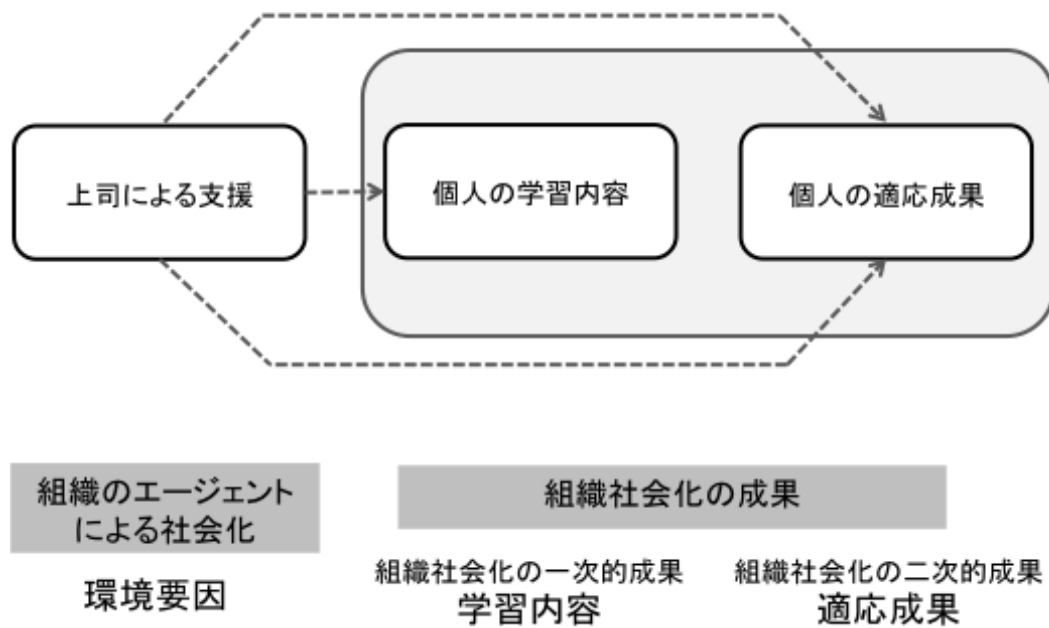 上司による支援
個人の学習内容
個人の適応成果
組織のエージェント
による社会化
組織社会化の成果
環境要因
組織社会化の一次的成果
学習内容
組織社会化の二次的成果
適応成果